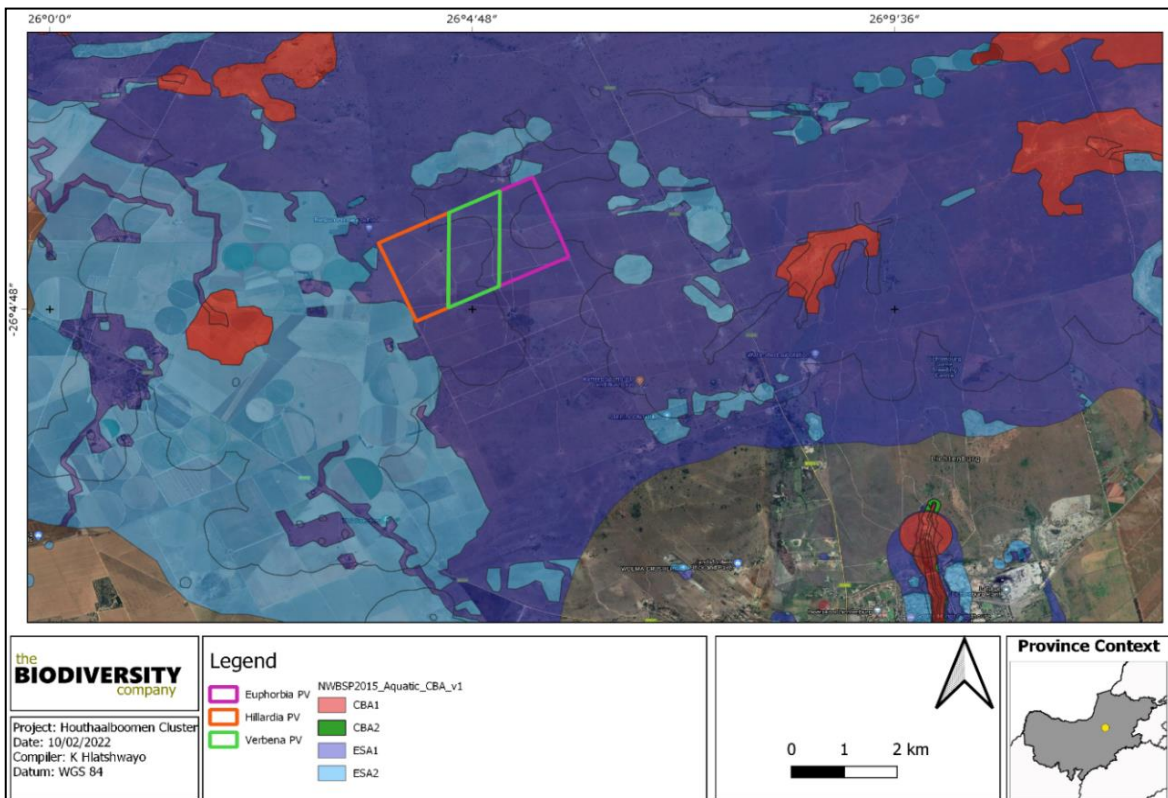 26°0′0″ 26°4′48″ 26°9′36″
-26°4′48″
Lichtenburg
the
BIODIVERSITY
company
Project: Houthaalboomen Cluster
Date: 10/02/2022
Compiler: K Hlatshwayo
Datum: WGS 84
Legend
Euphorbia PV
Hillardia PV
Verbena PV
NWBSP2015_Aquatic_CBA_v1
CBA1
CBA2
ESA1
ESA2
0 1 2 km
Province Context